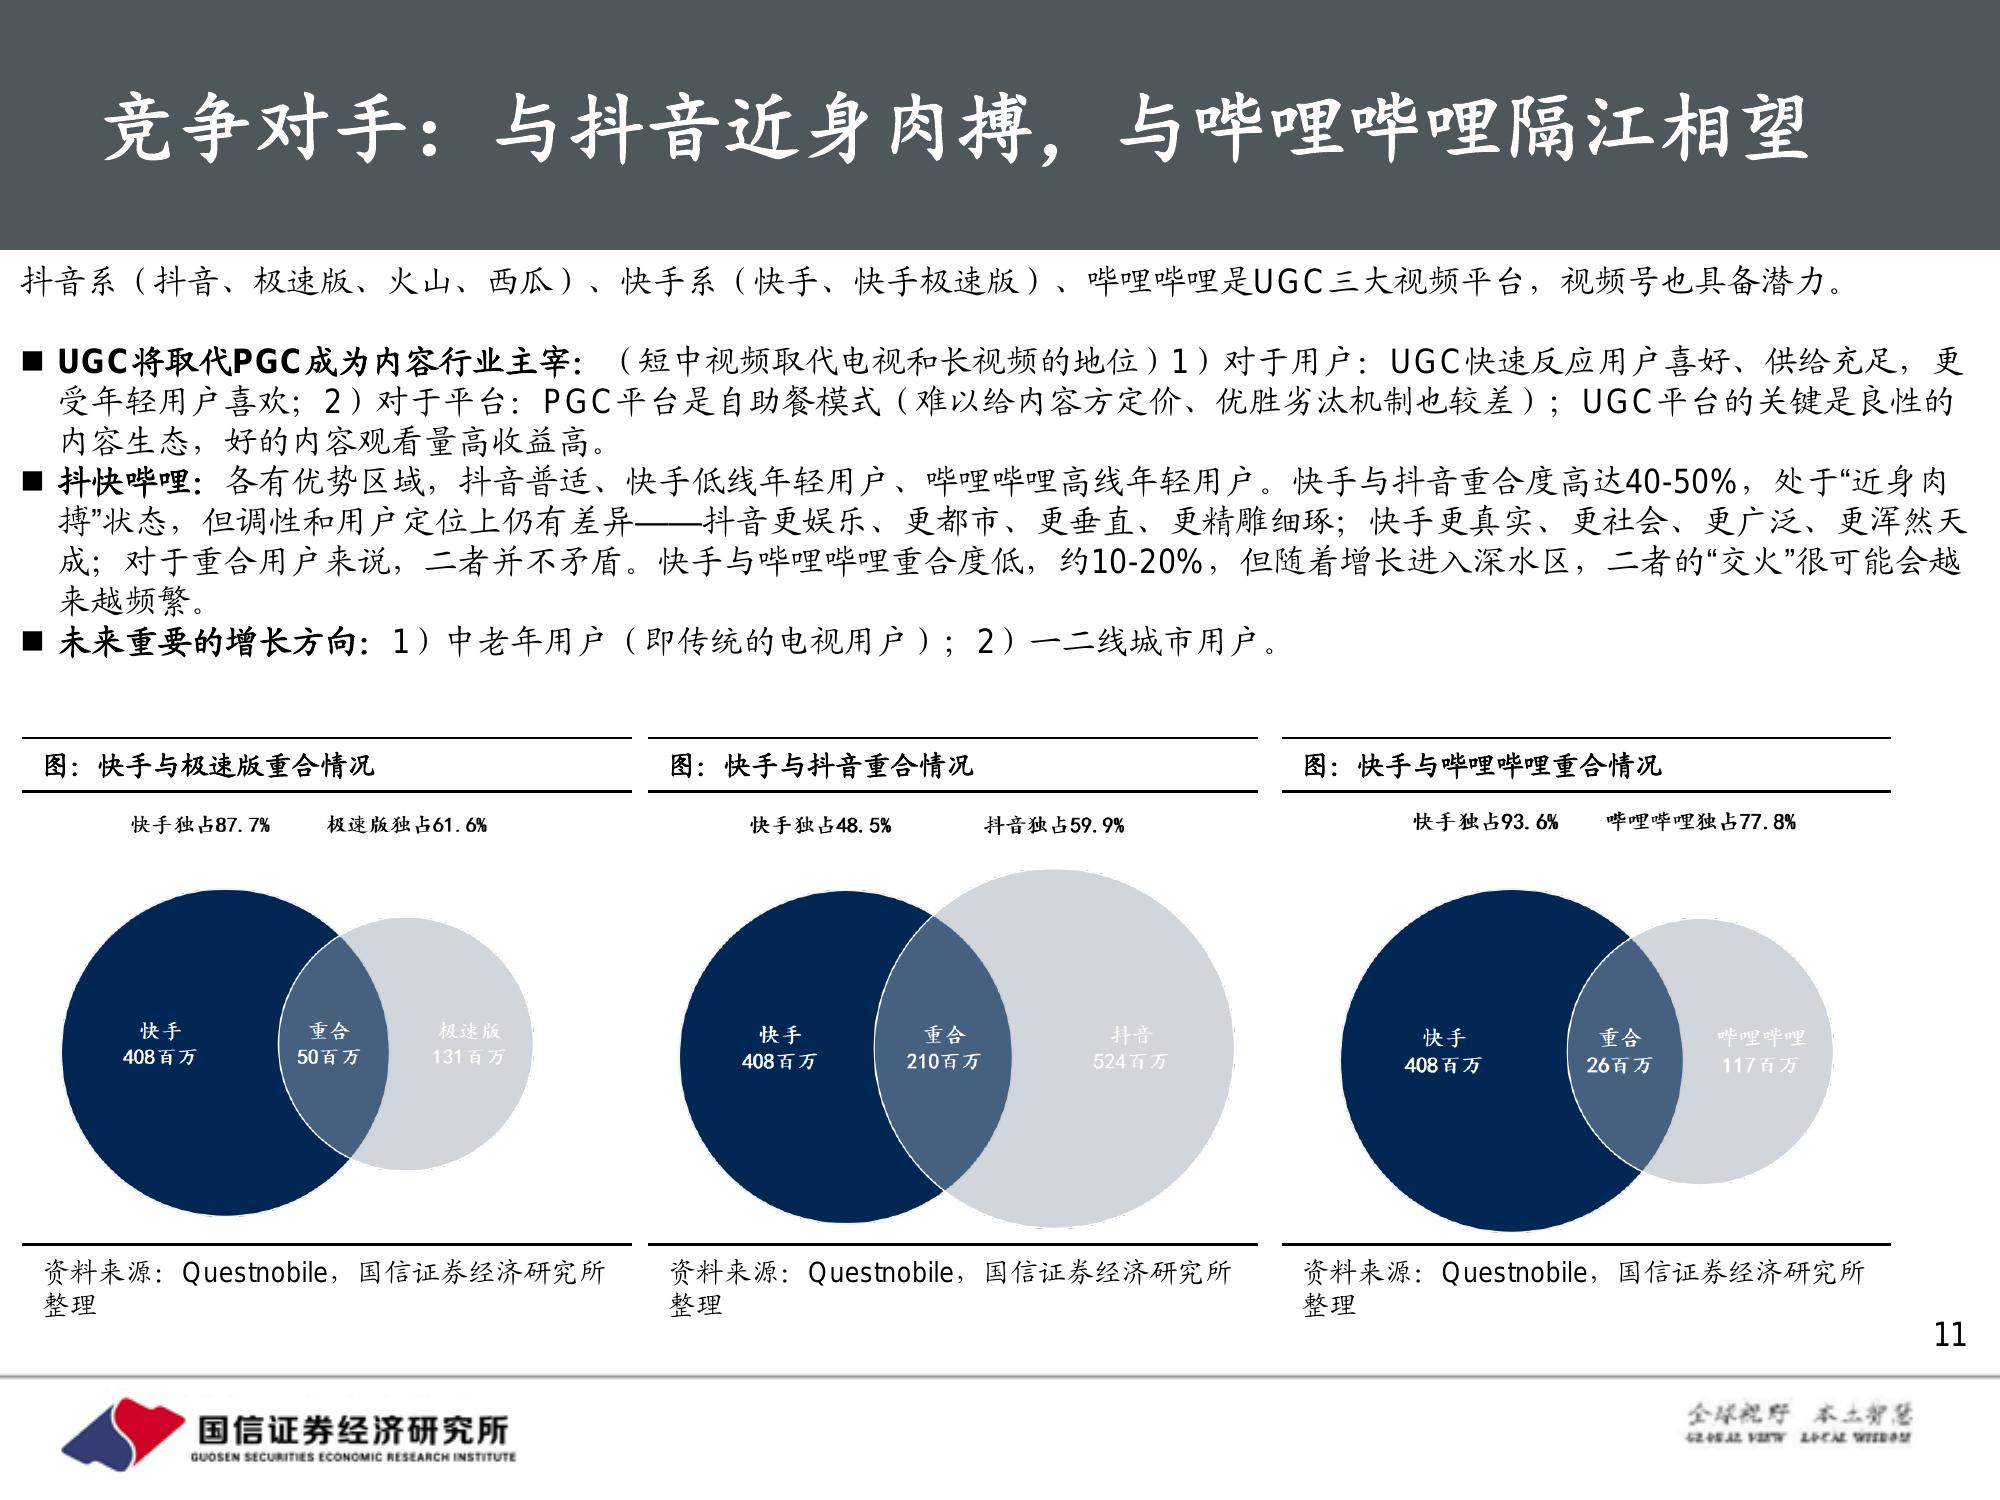 竞争对手：与抖音近身肉搏，与哔哩哔哩隔江相望
抖音系（抖音、极速版、火山、西瓜）、快手系（快手、快手极速版）、哔哩哔哩是UGC三大视频平台，视频号也具备潜力。
■ UGC将取代PGC成为内容行业主宰：（短中视频取代电视和长视频的地位）1）对于用户：UGC快速反应用户喜好、供给充足，更
受年轻用户喜欢；2）对于平台：PGC平台是自助餐模式（难以给内容方定价、优胜劣汰机制也较差）；UGC平台的关键是良性的
内容生态，好的内容观看量高收益高。
■ 抖快哔哩：各有优势区域，抖音普适、快手低线年轻用户、哔哩哔哩高线年轻用户。快手与抖音重合度高达40-50%，处于“近身肉
搏”状态，但调性和用户定位上仍有差异——抖音更娱乐、更都市、更垂直、更精雕细琢；快手更真实、更社会、更广泛、更浑然天
成；对于重合用户来说，二者并不矛盾。快手与哔哩哔哩重合度低，约10-20%，但随着增长进入深水区，二者的“交火”很可能会越
来越频繁。
■ 未来重要的增长方向：1）中老年用户（即传统的电视用户）；2）一二线城市用户。
图：快手与极速版重合情况
快手独占87.7% 极速版独占61.6%
快手
408百万
重合
50百万
极速版
131百万
资料来源：Questnobile，国信证券经济研究所
整理
图：快手与抖音重合情况
快手独占48.5% 抖音独占59.9%
快手
408百万
重合
210百万
抖音
524百万
资料来源：Questnobile，国信证券经济研究所
整理
图：快手与哔哩哔哩重合情况
快手独占93.6% 哔哩哔哩独占77.8%
快手
408百万
重合
26百万
哔哩哔哩
117百万
资料来源：Questnobile，国信证券经济研究所
整理
11
国信证券经济研究所
GUOSEN SECURITIES ECONOMIC RESEARCH INSTITUTE
全球视野 本土智慧
GLOBAL VIEW LOCAL WISDOM